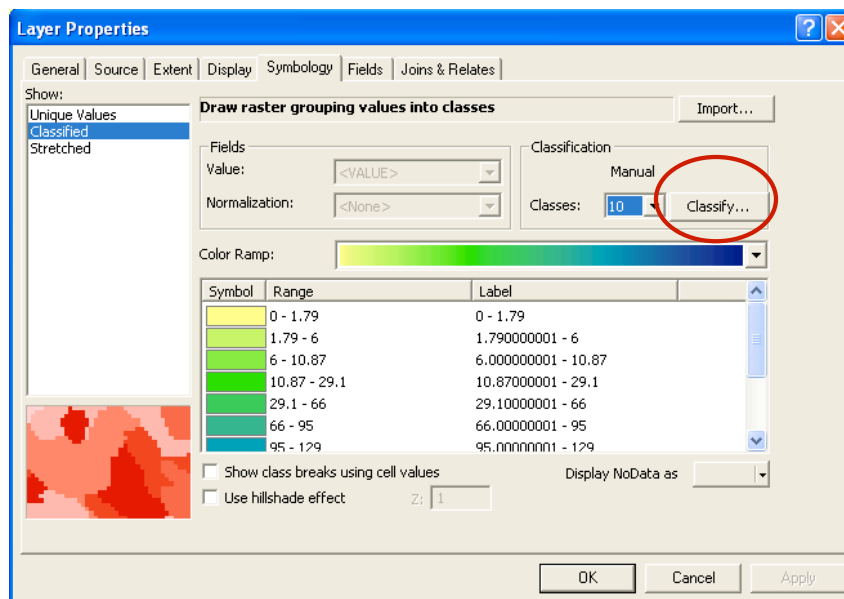 Layer Properties
General Source Extent Display Symbology Fields Joins & Relates
Show:
Unique Values
Classified
Stretched
Draw raster grouping values into classes
Import...
Fields
Value: <VALUE>
Normalization: <None>
Classification
Manual
Classes: 10 Classify...
Color Ramp:
Symbol Range Label
0 - 1.79 0 - 1.79
1.79 - 6 1.790000001 - 6
6 - 10.87 6.000000001 - 10.87
10.87 - 29.1 10.87000001 - 29.1
29.1 - 66 29.10000001 - 66
66 - 95 66.00000001 - 95
95 - 129 95.00000001 - 129
Show class breaks using cell values
Display NoData as
Use hillshade effect Z: 1
OK Cancel Apply